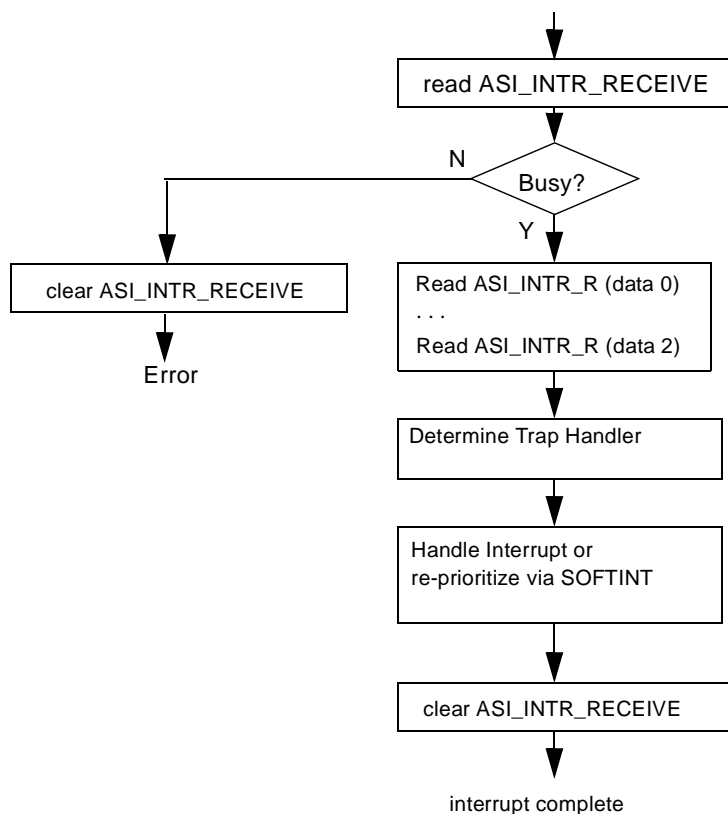 read ASI_INTR_RECEIVE
N
Busy?
Y
clear ASI_INTR_RECEIVE
Error
Read ASI_INTR_R (data 0)
. . .
Read ASI_INTR_R (data 2)
Determine Trap Handler
Handle Interrupt or
re-prioritize via SOFTINT
clear ASI_INTR_RECEIVE
interrupt complete